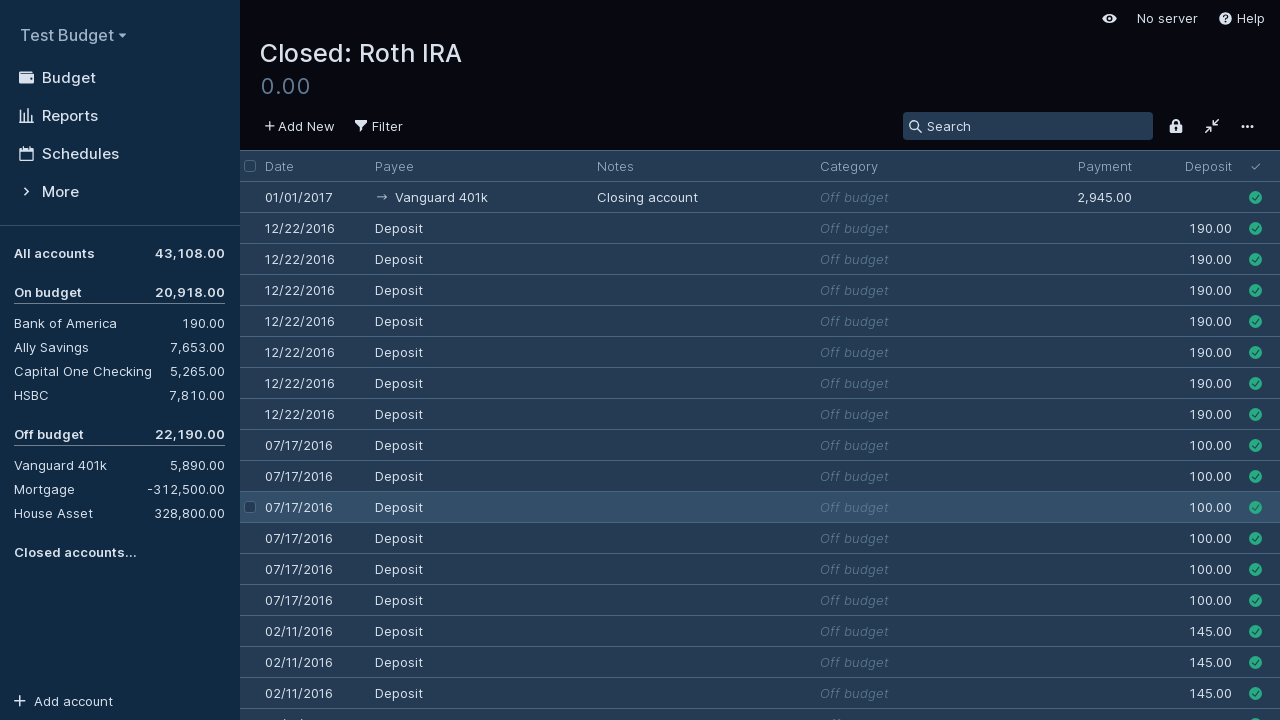 Test Budget
Budget
Reports
Schedules
More
All accounts 43,108.00
On budget 20,918.00
Bank of America 190.00
Ally Savings 7,653.00
Capital One Checking 5,265.00
HSBC 7,810.00
Off budget 22,190.00
Vanguard 401k 5,890.00
Mortgage -312,500.00
House Asset 328,800.00
Closed accounts...
Add account
No server Help
Closed: Roth IRA
0.00
Add New Filter Search
Date Payee Notes Category Payment Deposit
01/01/2017 → Vanguard 401k Closing account Off budget 2,945.00
12/22/2016 Deposit Off budget 190.00
12/22/2016 Deposit Off budget 190.00
12/22/2016 Deposit Off budget 190.00
12/22/2016 Deposit Off budget 190.00
12/22/2016 Deposit Off budget 190.00
12/22/2016 Deposit Off budget 190.00
12/22/2016 Deposit Off budget 190.00
07/17/2016 Deposit Off budget 100.00
07/17/2016 Deposit Off budget 100.00
07/17/2016 Deposit Off budget 100.00
07/17/2016 Deposit Off budget 100.00
07/17/2016 Deposit Off budget 100.00
07/17/2016 Deposit Off budget 100.00
02/11/2016 Deposit Off budget 145.00
02/11/2016 Deposit Off budget 145.00
02/11/2016 Deposit Off budget 145.00